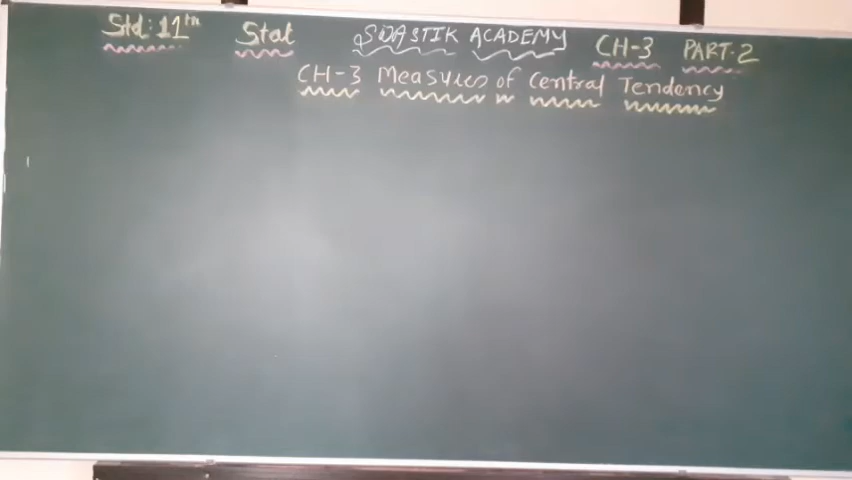 Std: 11th Stat SWASTIK ACADEMY CH-3 PART-2
CH-3 Measures of Central Tendency